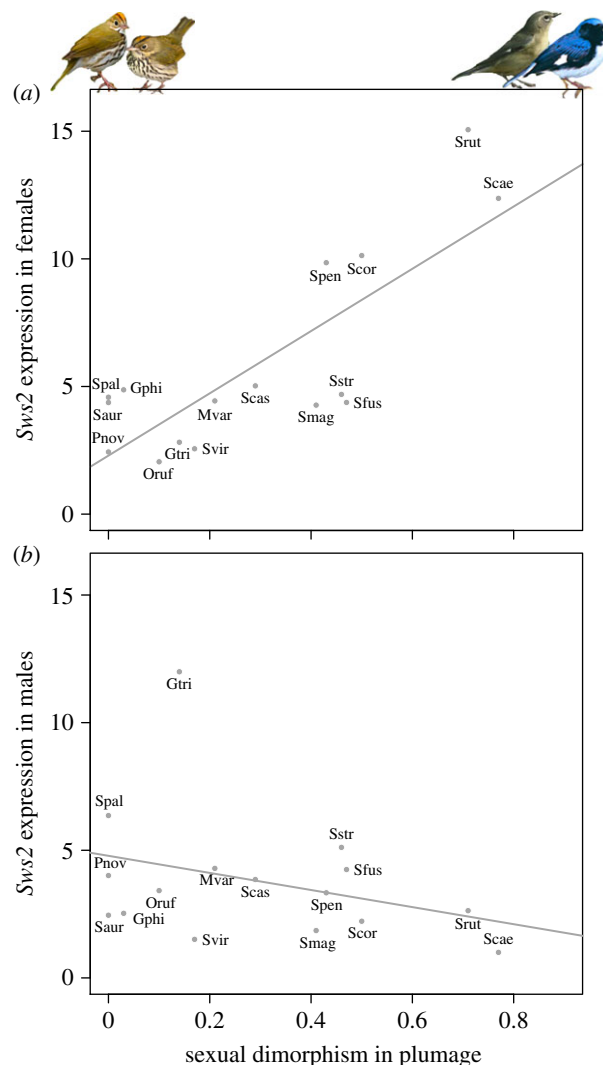 (a)
Sws2 expression in females
15
10
5
0
Srut
Scae
Spen
Scor
Spal
Gphi
Saur
Sstr
Scas
Mvar
Smag
Sfus
Pnov
Gtri
Svir
Oruf
(b)
Sws2 expression in males
15
10
5
0
Gtri
Spal
Sstr
Pnov
Sfus
Mvar
Scas
Oruf
Spen
Saur
Gphi
Srut
Svir
Smag
Scor
Scae
0 0.2 0.4 0.6 0.8
sexual dimorphism in plumage